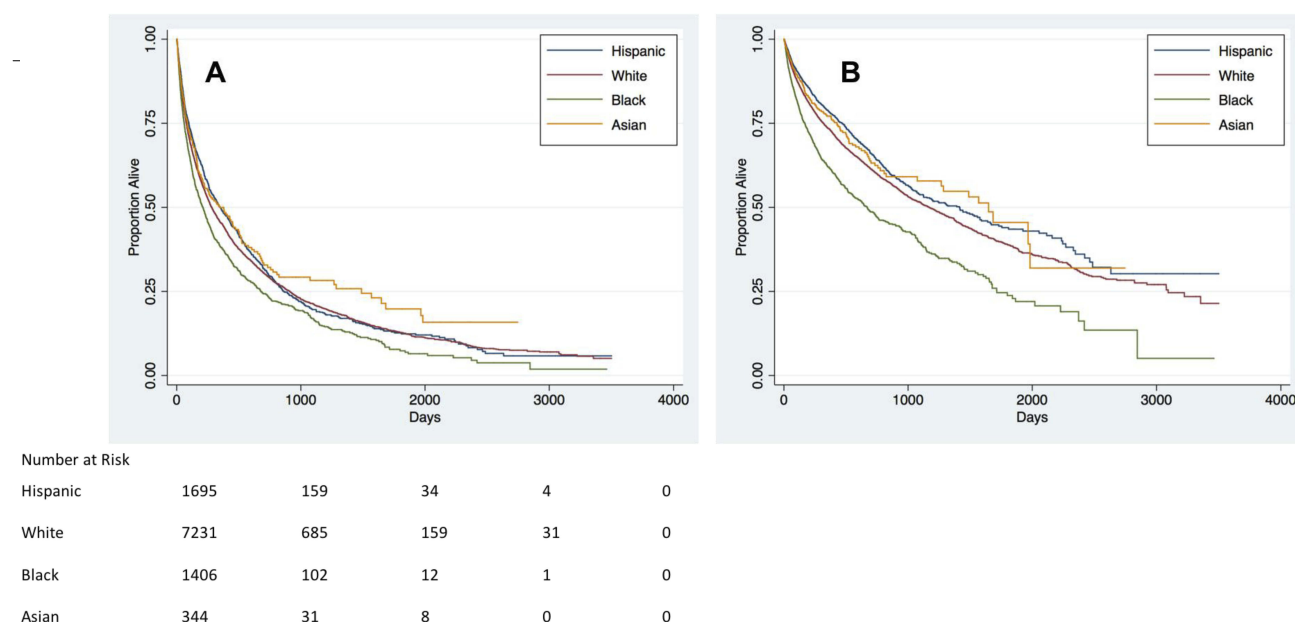 A
Hispanic
White
Black
Asian
Proportion Alive
1.00
0.75
0.50
0.25
0.00
0 1000 2000 3000 4000
Days
B
Hispanic
White
Black
Asian
Proportion Alive
1.00
0.75
0.50
0.25
0.00
0 1000 2000 3000 4000
Days
Number at Risk
Hispanic 1695 159 34 4 0
White 7231 685 159 31 0
Black 1406 102 12 1 0
Asian 344 31 8 0 0